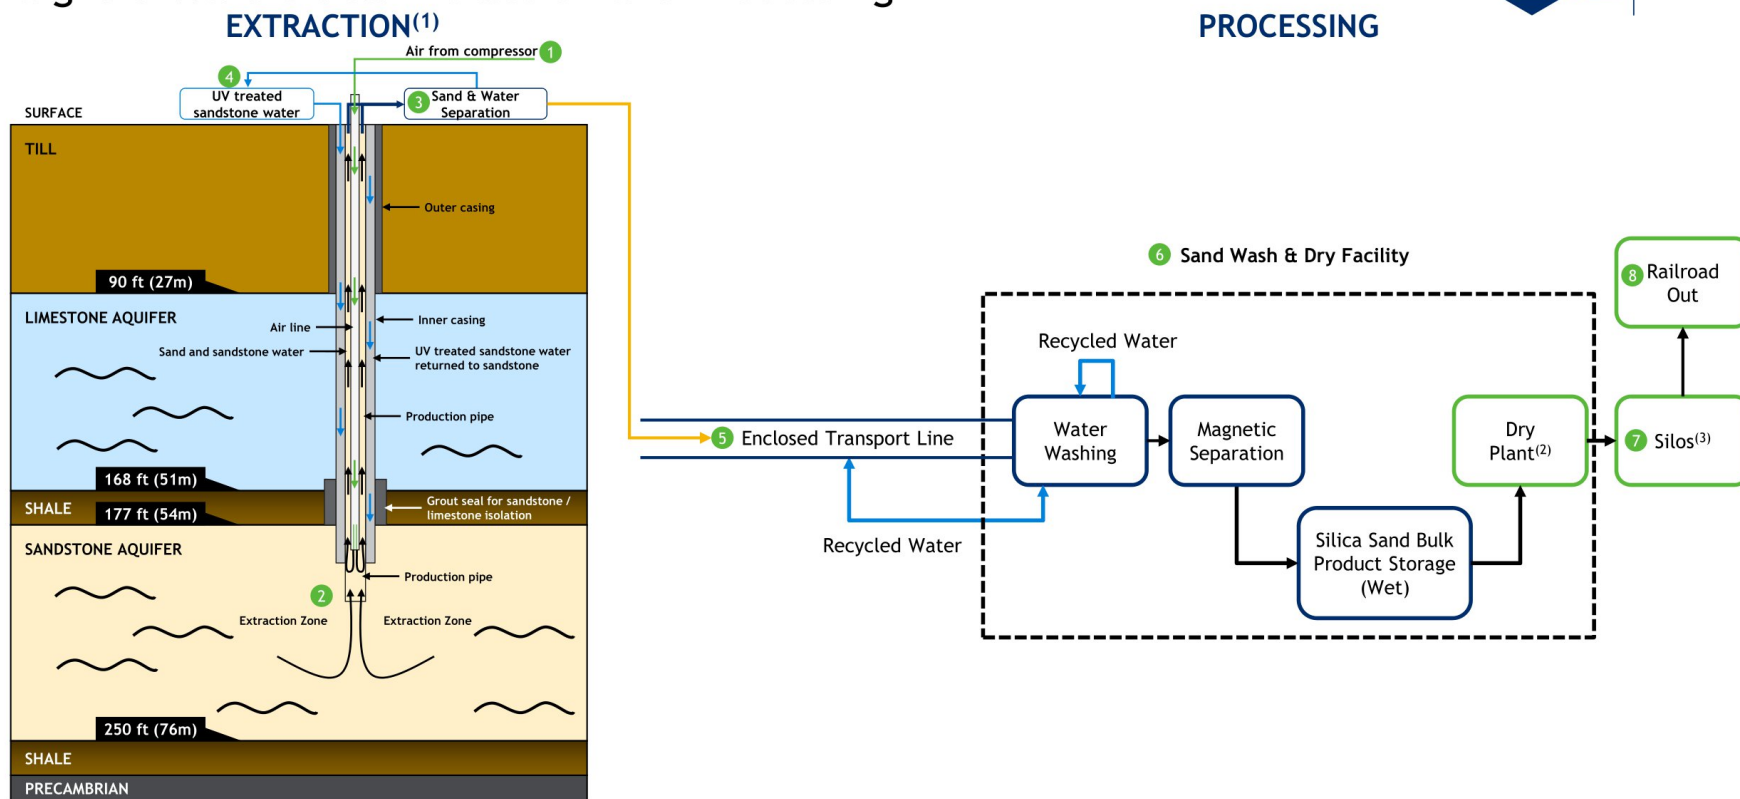 EXTRACTION(1)
PROCESSING
Air from compressor 1
4
UV treated
sandstone water
3 Sand & Water
Separation
SURFACE
TILL
Outer casing
90 ft (27m)
LIMESTONE AQUIFER
Air line
Inner casing
Sand and sandstone water
UV treated sandstone water
returned to sandstone
Production pipe
168 ft (51m)
SHALE
177 ft (54m)
Grout seal for sandstone /
limestone isolation
SANDSTONE AQUIFER
Production pipe
2
Extraction Zone
Extraction Zone
250 ft (76m)
SHALE
PRECAMBRIAN
6 Sand Wash & Dry Facility
8 Railroad
Out
Recycled Water
5 Enclosed Transport Line
Water
Washing
Magnetic
Separation
Dry
Plant(2)
7 Silos(3)
Recycled Water
Silica Sand Bulk
Product Storage
(Wet)